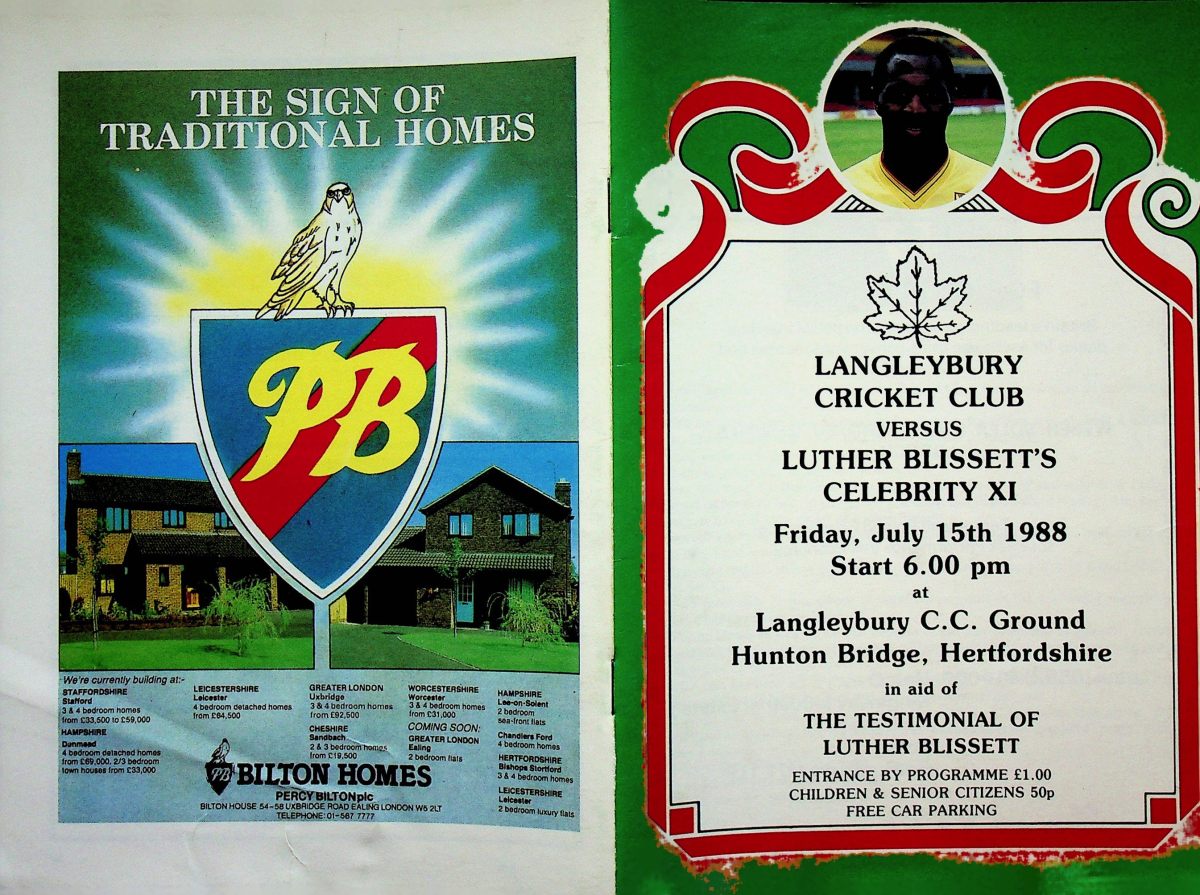 THE SIGN OF
TRADITIONAL HOMES
PB
We're currently building at:-
STAFFORDSHIRE
Stafford
3 & 4 bedroom homes
from £33,500 to £59,000
HAMPSHIRE
Dunmead
4 bedroom detached homes
from £69,000. 2/3 bedroom
town houses from £33,000
LEICESTERSHIRE
Leicester
4 bedroom detached homes
from £64,500
GREATER LONDON
Uxbridge
3 & 4 bedroom homes
from £92,500
CHESHIRE
Sandbach
2 & 3 bedroom homes
from £19,500
WORCESTERSHIRE
Worcester
3 & 4 bedroom homes
from £31,000
COMING SOON:
GREATER LONDON
Ealing
2 bedroom flats
HAMPSHIRE
Lee-on-Solent
2 bedroom
sea-front flats
Chandlers Ford
4 bedroom homes
HERTFORDSHIRE
Bishops Stortford
3 & 4 bedroom homes
LEICESTERSHIRE
Leicester
2 bedroom luxury flats
PB BILTON HOMES
PERCY BILTON plc
BILTON HOUSE 54-58 UXBRIDGE ROAD EALING LONDON W5 2LT
TELEPHONE: 01-567 7777
LANGLEYBURY
CRICKET CLUB
VERSUS
LUTHER BLISSETT'S
CELEBRITY XI
Friday, July 15th 1988
Start 6.00 pm
at
Langleybury C.C. Ground
Hunton Bridge, Hertfordshire
in aid of
THE TESTIMONIAL OF
LUTHER BLISSETT
ENTRANCE BY PROGRAMME £1.00
CHILDREN & SENIOR CITIZENS 50p
FREE CAR PARKING